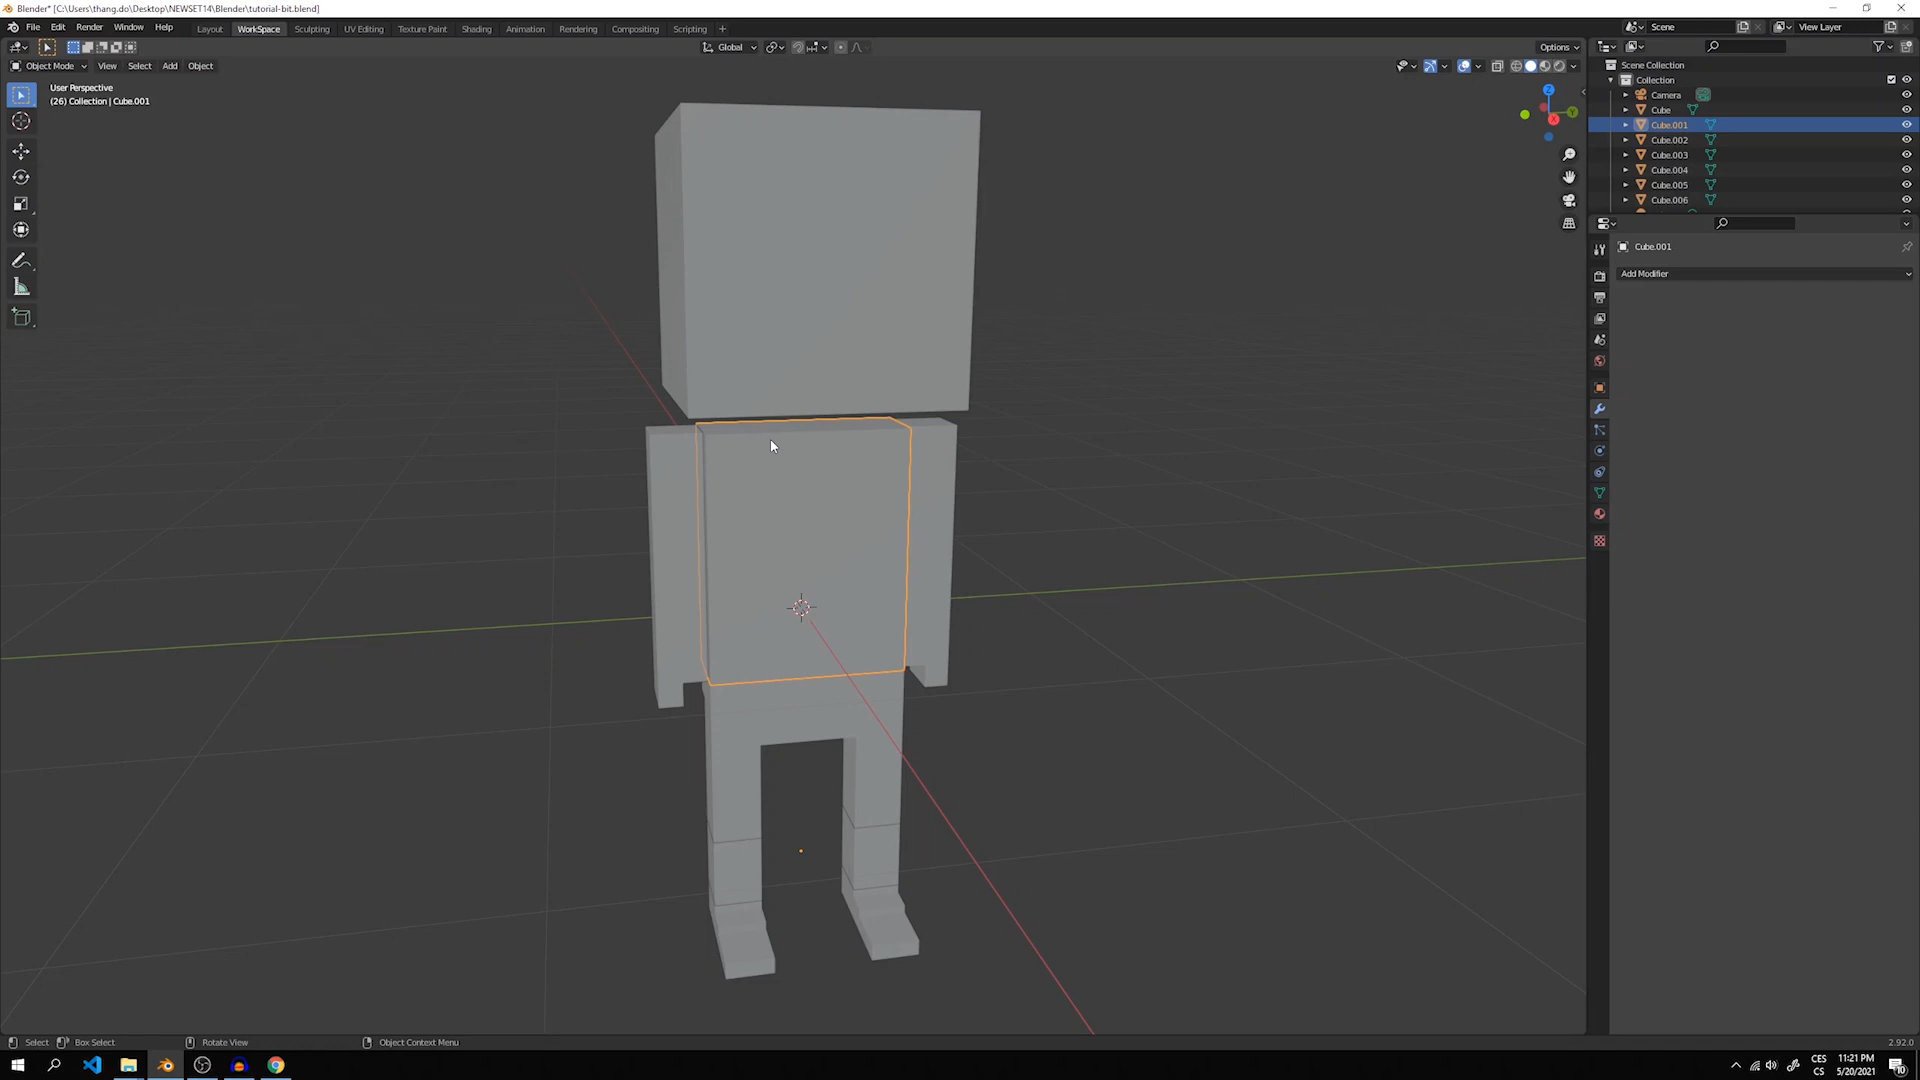 Blender* [C:\Users\thang.do\Desktop\NEWSET14\Blender\tutorial-bit.blend]
File Edit Render Window Help
Layout WorkSpace Sculpting UV Editing Texture Paint Shading Animation Rendering Compositing Scripting +
Scene
View Layer
Global
Options
Object Mode View Select Add Object
User Perspective
(26) Collection | Cube.001
Z
Y
X
Scene Collection
Collection
Camera
Cube
Cube.001
Cube.002
Cube.003
Cube.004
Cube.005
Cube.006
Cube.001
Add Modifier
Select Box Select Rotate View Object Context Menu
2.92.0
CES 11:21 PM
CS 5/20/2021
10